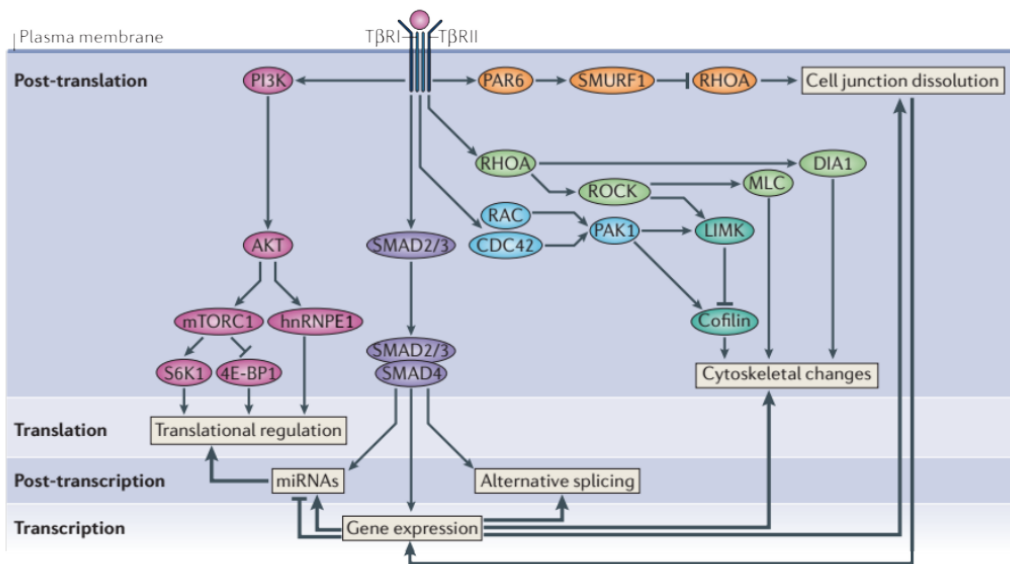 TβRI
TβRII
Plasma membrane
Post-translation
PI3K
PAR6
SMURF1
RHOA
Cell junction dissolution
RHOA
DIA1
ROCK
MLC
RAC
PAK1
LIMK
AKT
SMAD2/3
CDC42
mTORC1
hnRNPE1
Cofilin
SMAD2/3
S6K1
4E-BP1
SMAD4
Cytoskeletal changes
Translation
Translational regulation
Post-transcription
miRNAs
Alternative splicing
Transcription
Gene expression